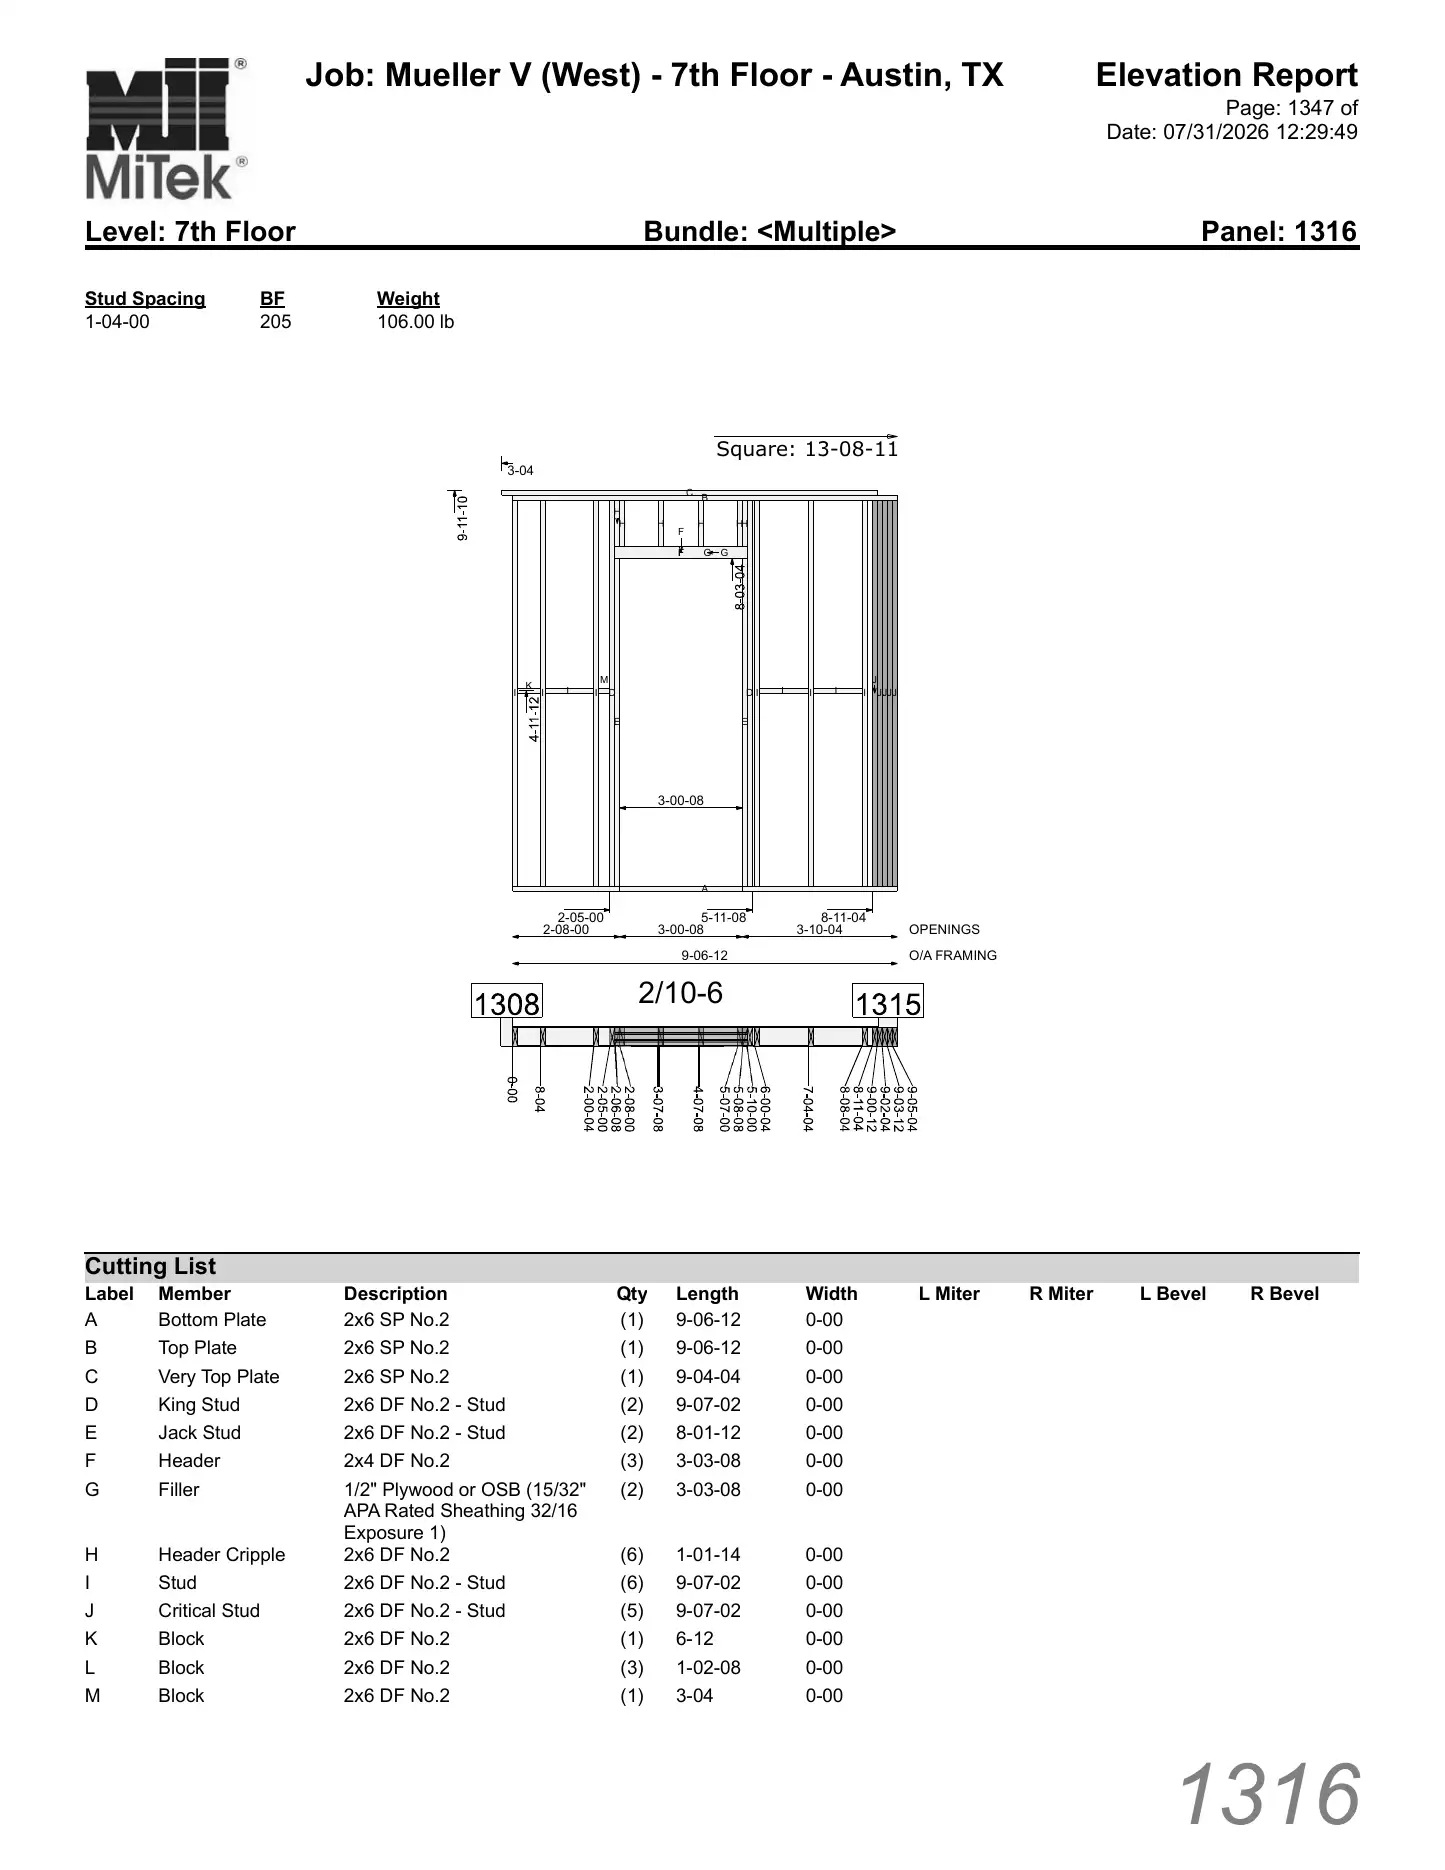 Job: Mueller V (West) - 7th Floor - Austin, TX
Elevation Report
Page: 1347 of
Date: 07/31/2026 12:29:49
MiTek®
Level: 7th Floor
Bundle: <Multiple>
Panel: 1316
Stud Spacing BF Weight
1-04-00 205 106.00 lb
Square: 13-08-11
3-04
9-11-10
C
B
F
F G G
8-03-04
K
M
J
I I I I D D I I I I I J J J J
4-11-12
E E
3-00-08
A
2-05-00 5-11-08 8-11-04
2-08-00 3-00-08 3-10-04 OPENINGS
9-06-12 O/A FRAMING
1308 2/10-6 1315
0-00 8-04 2-00-04 2-05-00 2-06-08 2-08-00 3-07-08 4-07-08 5-07-00 5-08-08 5-10-00 6-00-04 7-04-04 8-08-04 8-11-04 9-00-12 9-02-04 9-03-12 9-05-04
Cutting List
Label Member Description Qty Length Width L Miter R Miter L Bevel R Bevel
A Bottom Plate 2x6 SP No.2 (1) 9-06-12 0-00
B Top Plate 2x6 SP No.2 (1) 9-06-12 0-00
C Very Top Plate 2x6 SP No.2 (1) 9-04-04 0-00
D King Stud 2x6 DF No.2 - Stud (2) 9-07-02 0-00
E Jack Stud 2x6 DF No.2 - Stud (2) 8-01-12 0-00
F Header 2x4 DF No.2 (3) 3-03-08 0-00
G Filler 1/2" Plywood or OSB (15/32" (2) 3-03-08 0-00
APA Rated Sheathing 32/16
Exposure 1)
H Header Cripple 2x6 DF No.2 (6) 1-01-14 0-00
I Stud 2x6 DF No.2 - Stud (6) 9-07-02 0-00
J Critical Stud 2x6 DF No.2 - Stud (5) 9-07-02 0-00
K Block 2x6 DF No.2 (1) 6-12 0-00
L Block 2x6 DF No.2 (3) 1-02-08 0-00
M Block 2x6 DF No.2 (1) 3-04 0-00
1316